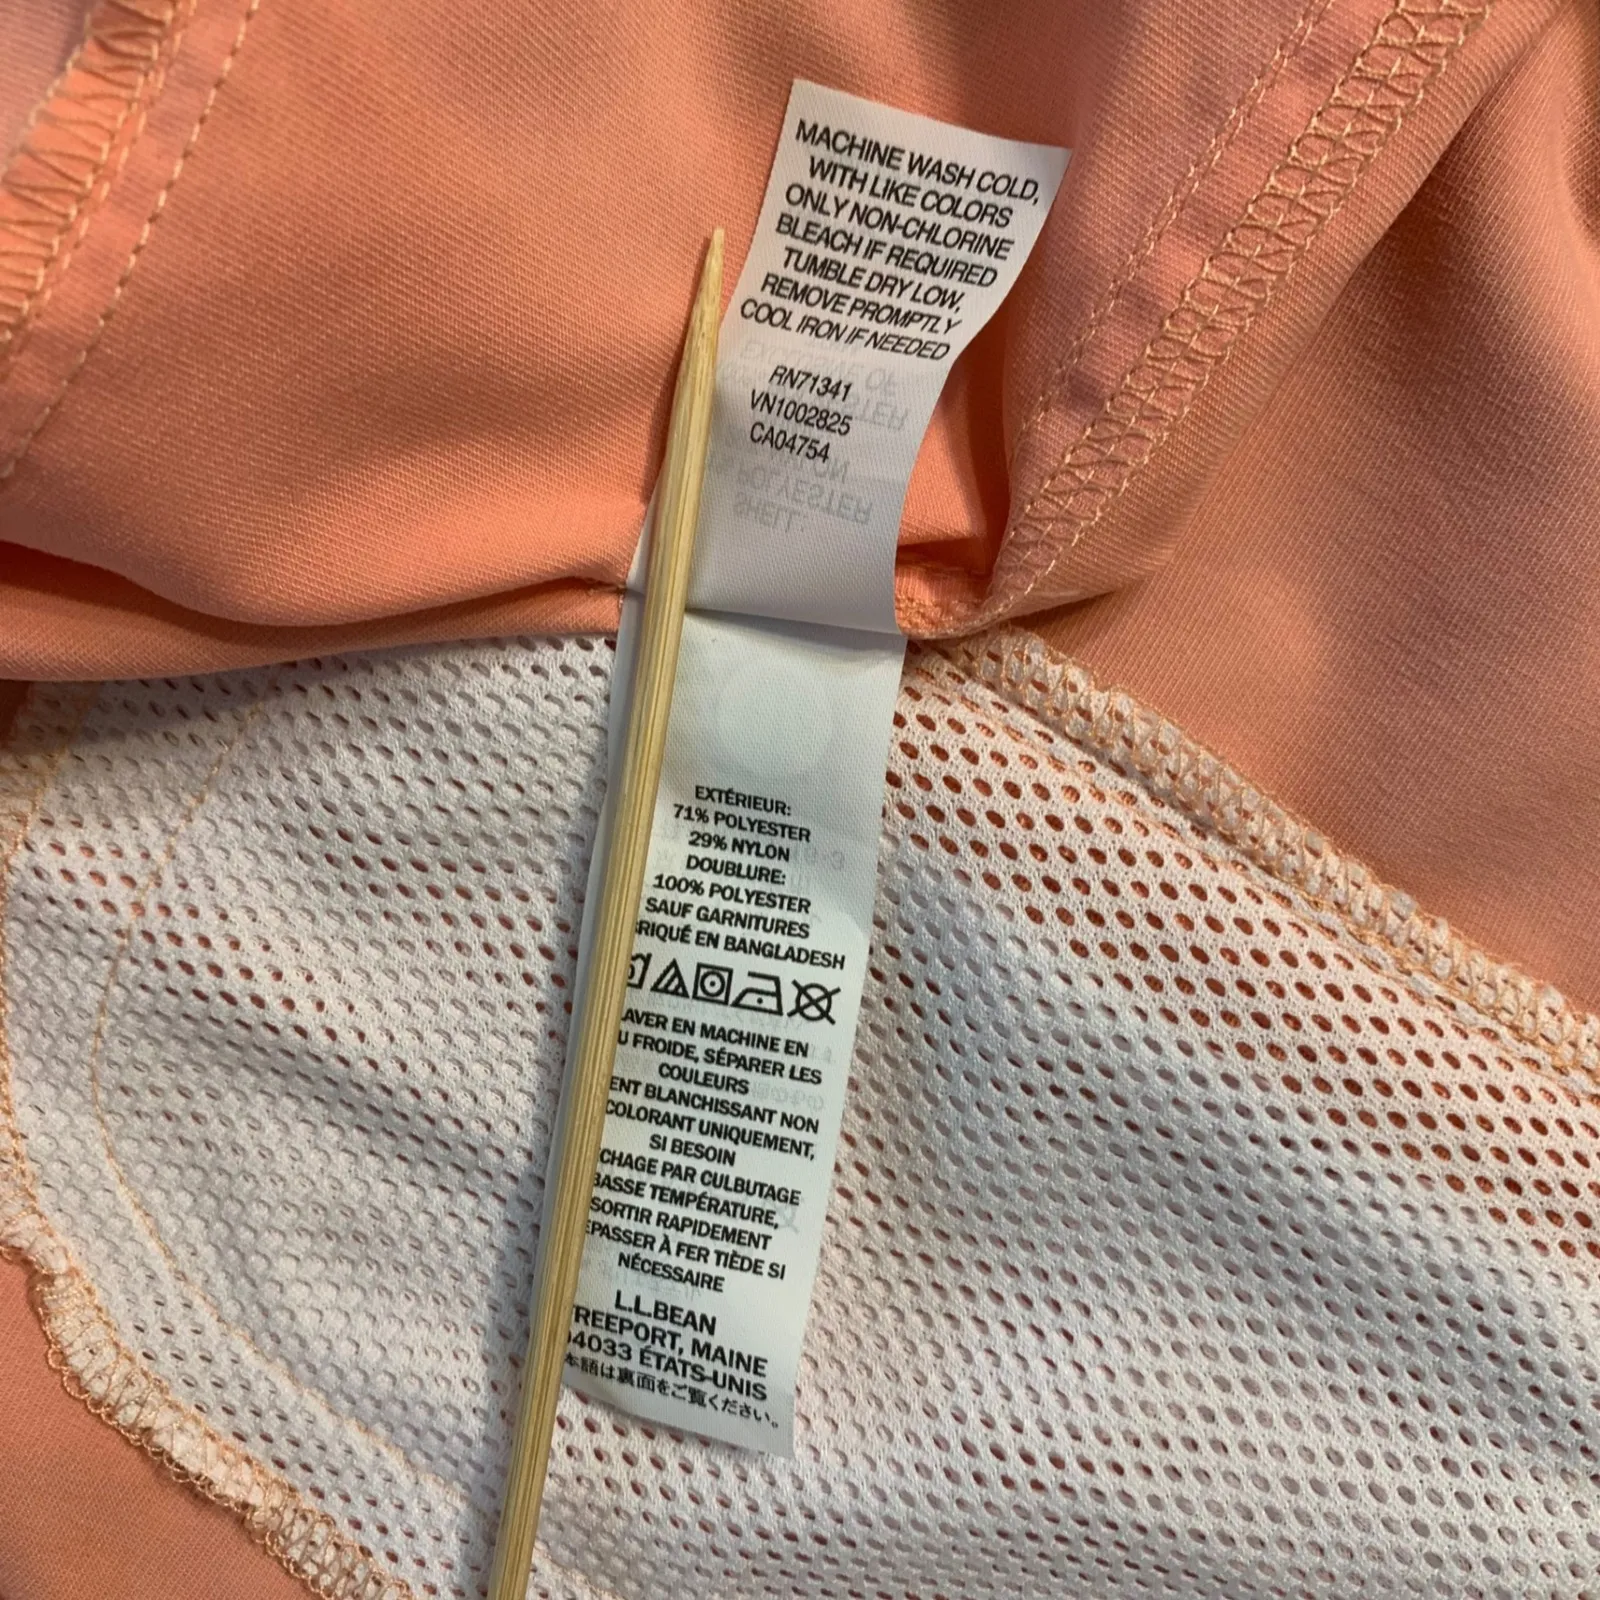 MACHINE WASH COLD,
WITH LIKE COLORS
ONLY NON-CHLORINE
BLEACH IF REQUIRED
TUMBLE DRY LOW,
REMOVE PROMPTLY
COOL IRON IF NEEDED
RN71341
VN1002825
CA04754
EXTÉRIEUR:
71% POLYESTER
29% NYLON
DOUBLURE:
100% POLYESTER
SAUF GARNITURES
RIQUÉ EN BANGLADESH
AVER EN MACHINE EN
U FROIDE, SÉPARER LES
COULEURS
ENT BLANCHISSANT NON
COLORANT UNIQUEMENT,
SI BESOIN
CHAGE PAR CULBUTAGE
BASSE TEMPÉRATURE,
SORTIR RAPIDEMENT
EPASSER À FER TIÈDE SI
NÉCESSAIRE
L.L.BEAN
REEPORT, MAINE
04033 ÉTATS-UNIS
本語は裏面をご覧ください。